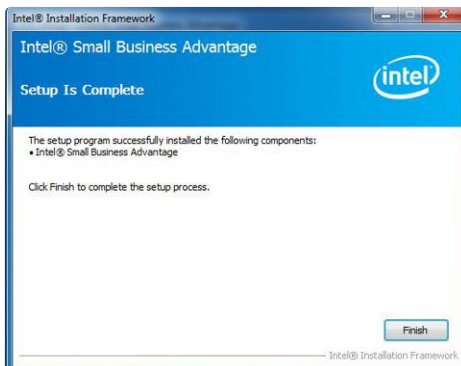 Intel® Installation Framework
Intel® Small Business Advantage
Setup Is Complete
intel
The setup program successfully installed the following components:
• Intel® Small Business Advantage
Click Finish to complete the setup process.
Finish
Intel® Installation Framework